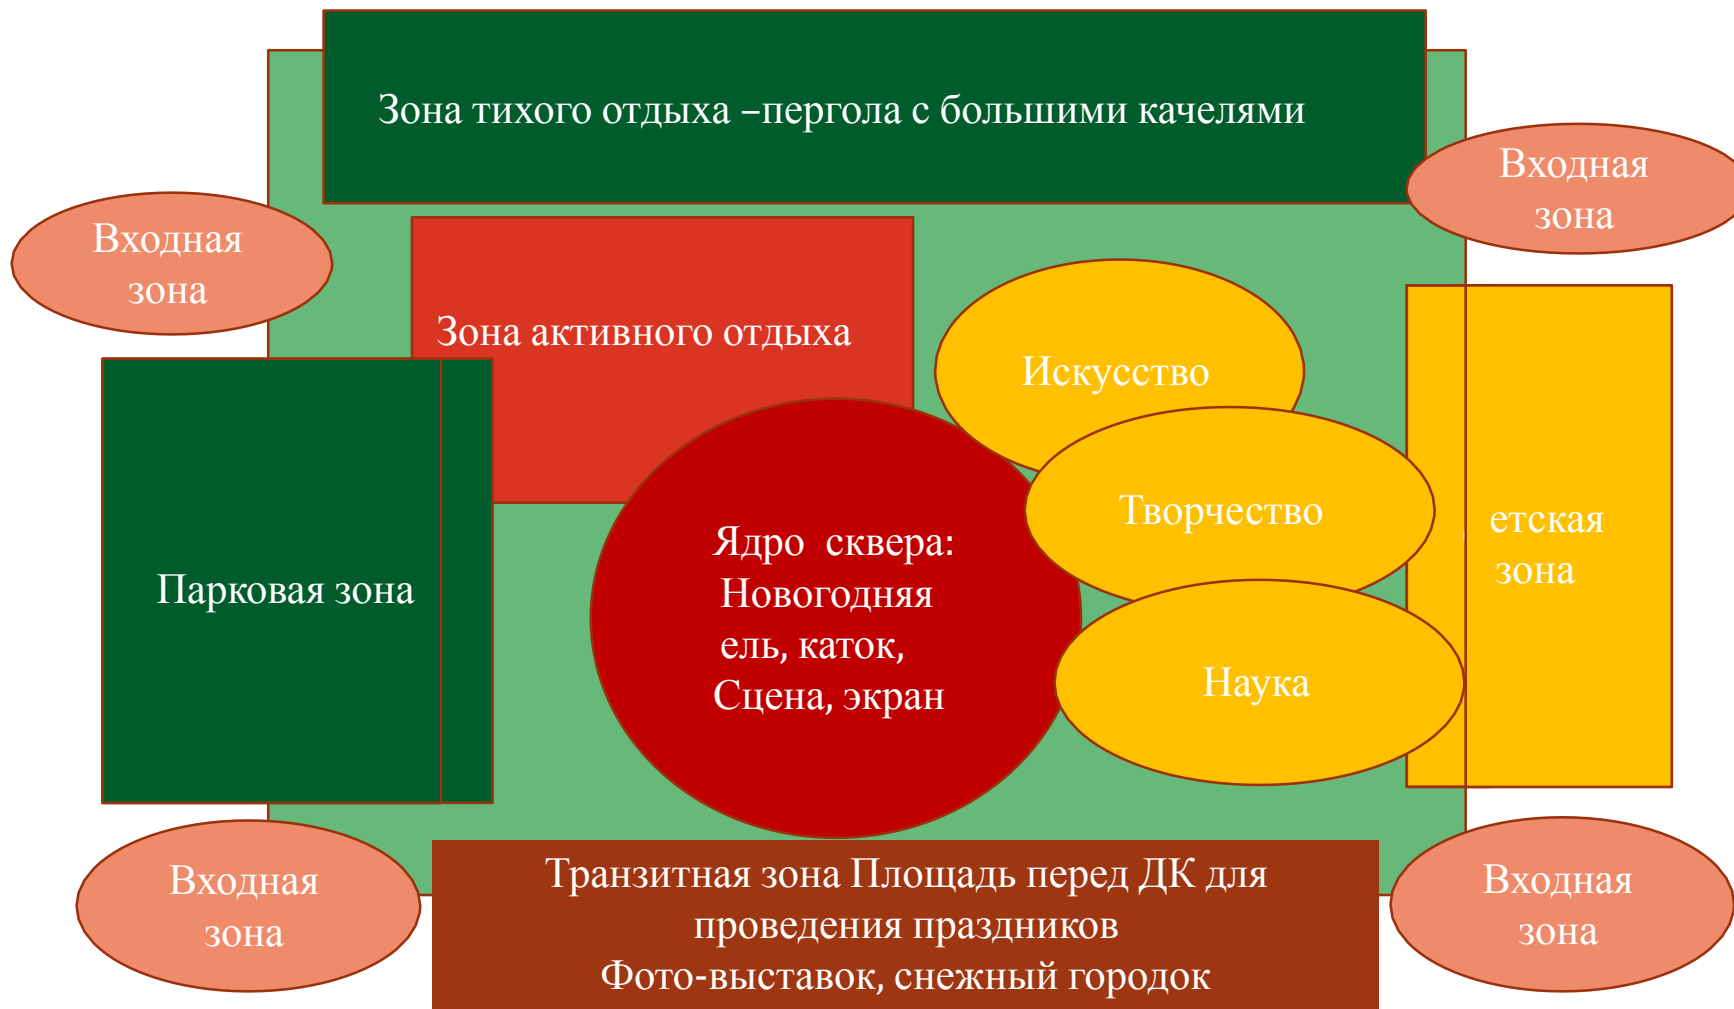 Зона тихого отдыха –пергола с большими качелями
Входная
зона
Входная
зона
Зона активного отдыха
Искусство
Творчество
Наука
етская
зона
Парковая зона
Ядро сквера:
Новогодняя
ель, каток,
Сцена, экран
Входная
зона
Транзитная зона Площадь перед ДК для
проведения праздников
Фото-выставок, снежный городок
Входная
зона